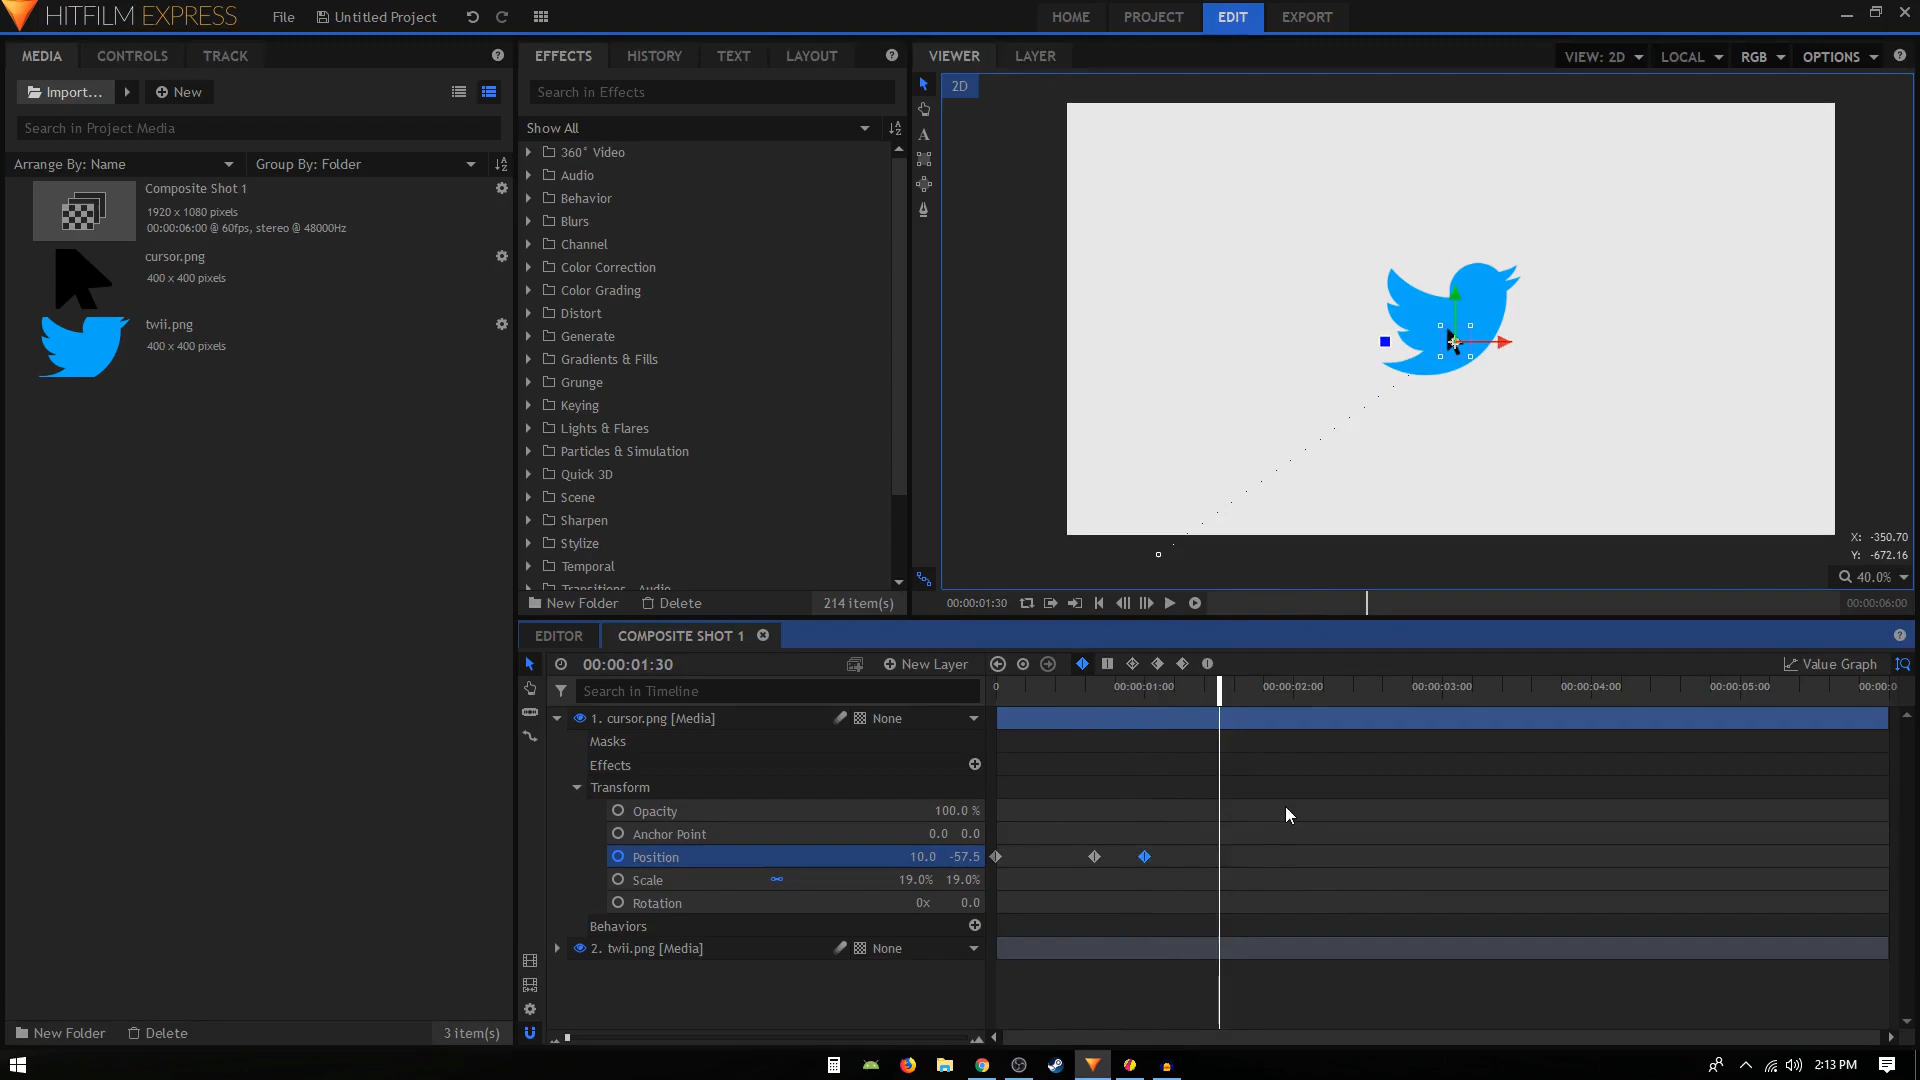 HITFILM EXPRESS
File
Untitled Project
HOME
PROJECT
EDIT
EXPORT
MEDIA
CONTROLS
TRACK
?
Import...
New
Search in Project Media
Arrange By: Name
Group By: Folder
Composite Shot 1
1920 x 1080 pixels
00:00:06:00 @ 60fps, stereo @ 48000Hz
cursor.png
400 x 400 pixels
twii.png
400 x 400 pixels
New Folder
Delete
3 item(s)
EFFECTS
HISTORY
TEXT
LAYOUT
?
Search in Effects
Show All
360° Video
Audio
Behavior
Blurs
Channel
Color Correction
Color Grading
Distort
Generate
Gradients & Fills
Grunge
Keying
Lights & Flares
Particles & Simulation
Quick 3D
Scene
Sharpen
Stylize
Temporal
Transitions - Audio
New Folder
Delete
214 item(s)
VIEWER
LAYER
VIEW: 2D
LOCAL
RGB
OPTIONS
?
2D
A
X: -350.70
Y: -672.16
40.0%
00:00:01:30
00:00:06:00
EDITOR
COMPOSITE SHOT 1
?
00:00:01:30
New Layer
Value Graph
Search in Timeline
0
00:00:01:00
00:00:02:00
00:00:03:00
00:00:04:00
00:00:05:00
00:00:0
1. cursor.png [Media]
None
Masks
Effects
Transform
Opacity
100.0 %
Anchor Point
0.0 0.0
Position
10.0 -57.5
Scale
19.0% 19.0%
Rotation
0x 0.0
Behaviors
2. twii.png [Media]
None
2:13 PM